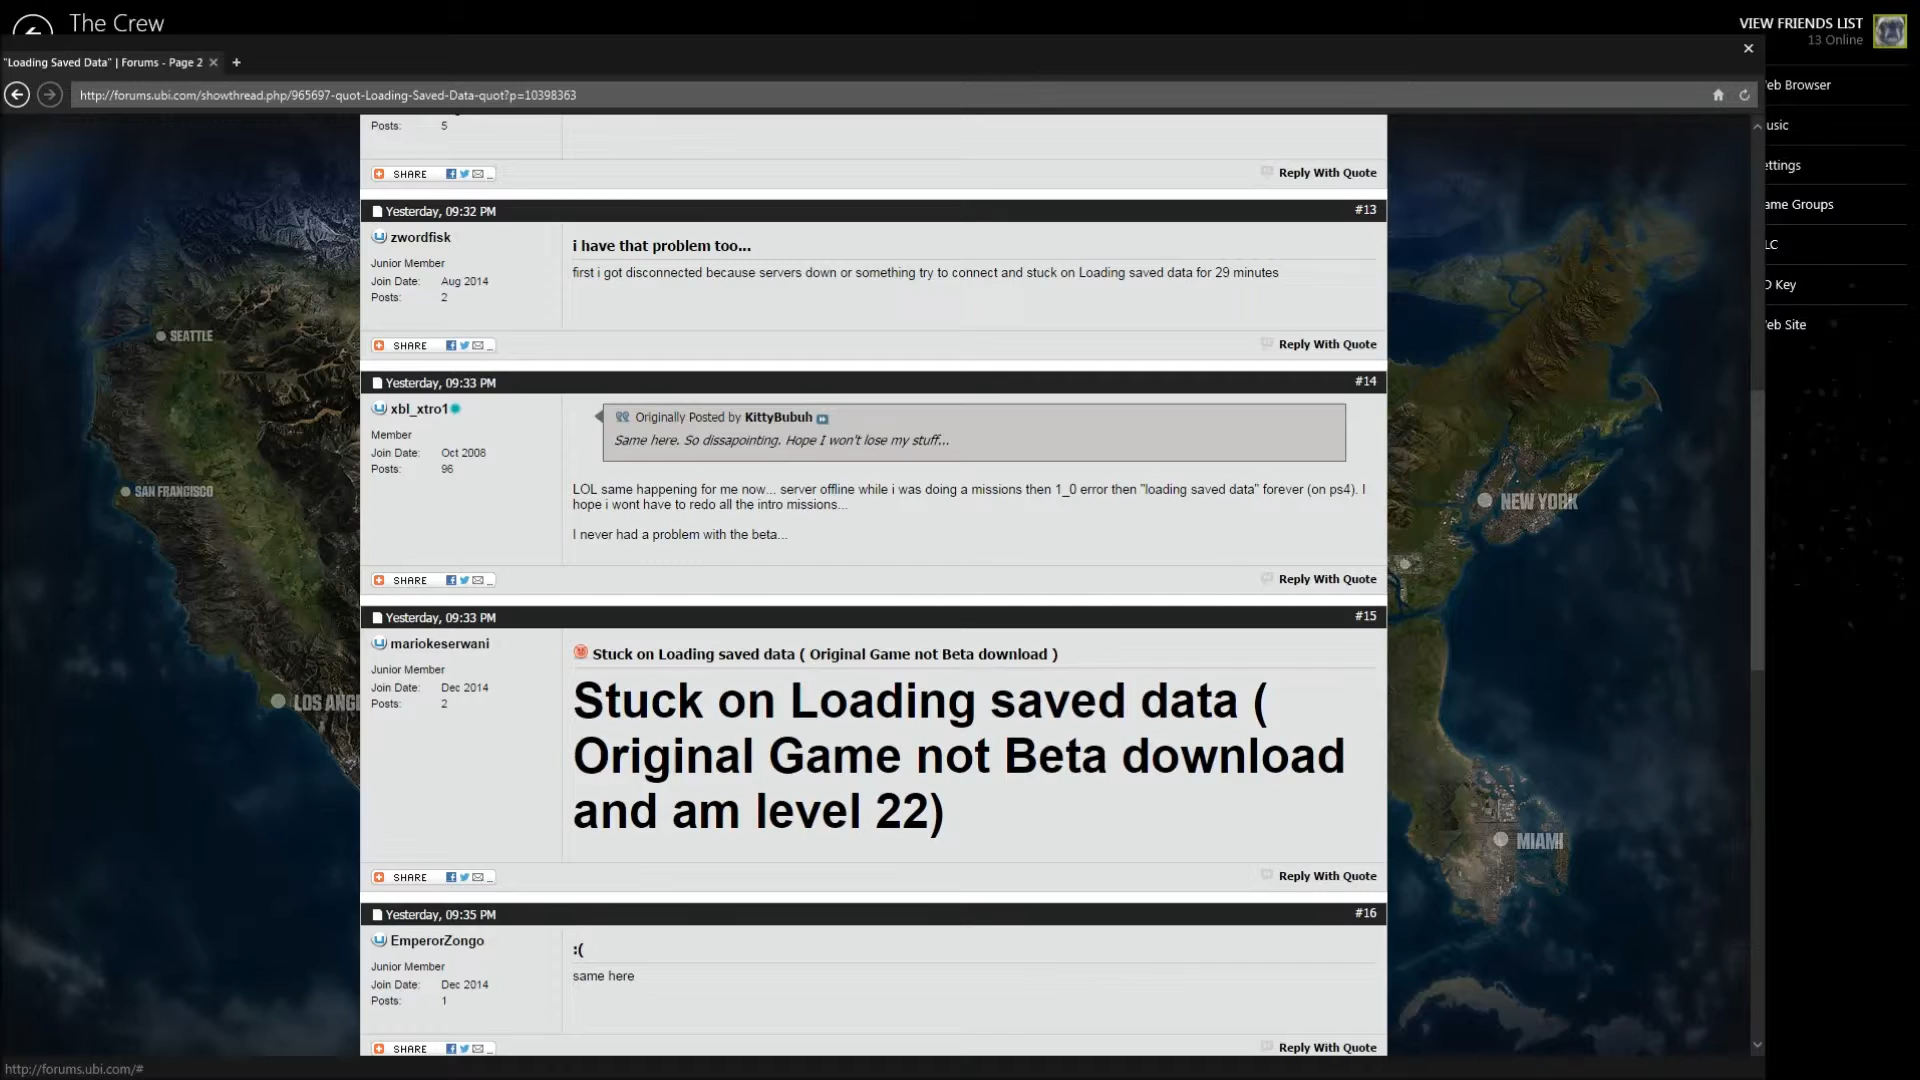 The Crew
VIEW FRIENDS LIST
13 Online
"Loading Saved Data" | Forums - Page 2
http://forums.ubi.com/showthread.php/965697-quot-Loading-Saved-Data-quot?p=10398363
eb Browser
usic
ettings
ame Groups
LC
D Key
eb Site
Posts: 5
SHARE
Reply With Quote
Yesterday, 09:32 PM
#13
zwordfisk
Junior Member
Join Date: Aug 2014
Posts: 2
i have that problem too...
first i got disconnected because servers down or something try to connect and stuck on Loading saved data for 29 minutes
SHARE
Reply With Quote
Yesterday, 09:33 PM
#14
xbl_xtro1
Member
Join Date: Oct 2008
Posts: 96
Originally Posted by KittyBubuh
Same here. So dissapointing. Hope I won't lose my stuff...
LOL same happening for me now... server offline while i was doing a missions then 1_0 error then "loading saved data" forever (on ps4). I
hope i wont have to redo all the intro missions...
I never had a problem with the beta...
SHARE
Reply With Quote
Yesterday, 09:33 PM
#15
mariokeserwani
Junior Member
Join Date: Dec 2014
Posts: 2
Stuck on Loading saved data ( Original Game not Beta download )
Stuck on Loading saved data (
Original Game not Beta download
and am level 22)
SHARE
Reply With Quote
Yesterday, 09:35 PM
#16
EmperorZongo
Junior Member
Join Date: Dec 2014
Posts: 1
:(
same here
SHARE
Reply With Quote
SEATTLE
SAN FRANCISCO
LOS ANG
NEW YORK
MIAMI
http://forums.ubi.com/#